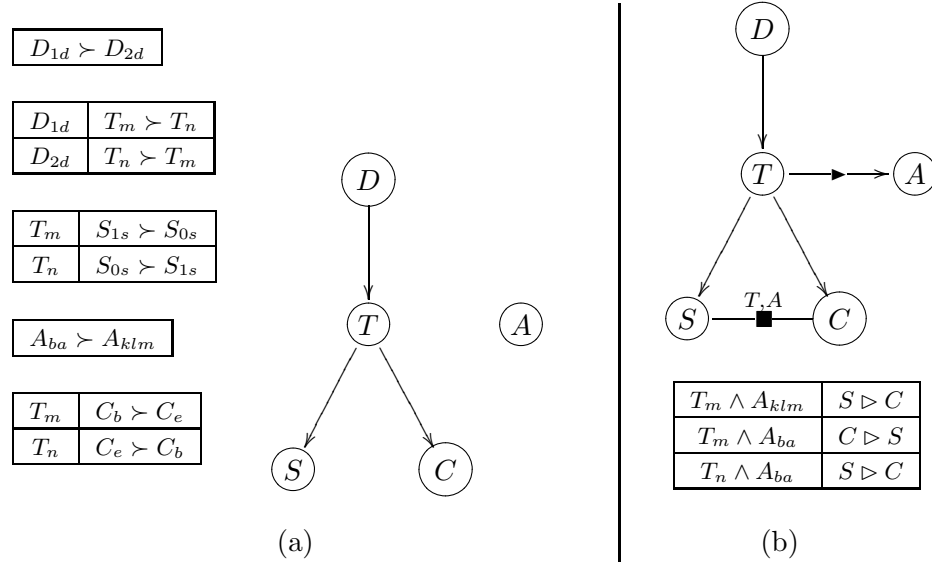 D_{1d} ≻ D_{2d}
D_{1d} T_m ≻ T_n
D_{2d} T_n ≻ T_m
T_m S_{1s} ≻ S_{0s}
T_n S_{0s} ≻ S_{1s}
A_{ba} ≻ A_{klm}
T_m C_b ≻ C_e
T_n C_e ≻ C_b
D
T
A
S
C
(a)
D
T
A
T,A
S
C
T_m ∧ A_{klm} S ▷ C
T_m ∧ A_{ba} C ▷ S
T_n ∧ A_{ba} S ▷ C
(b)